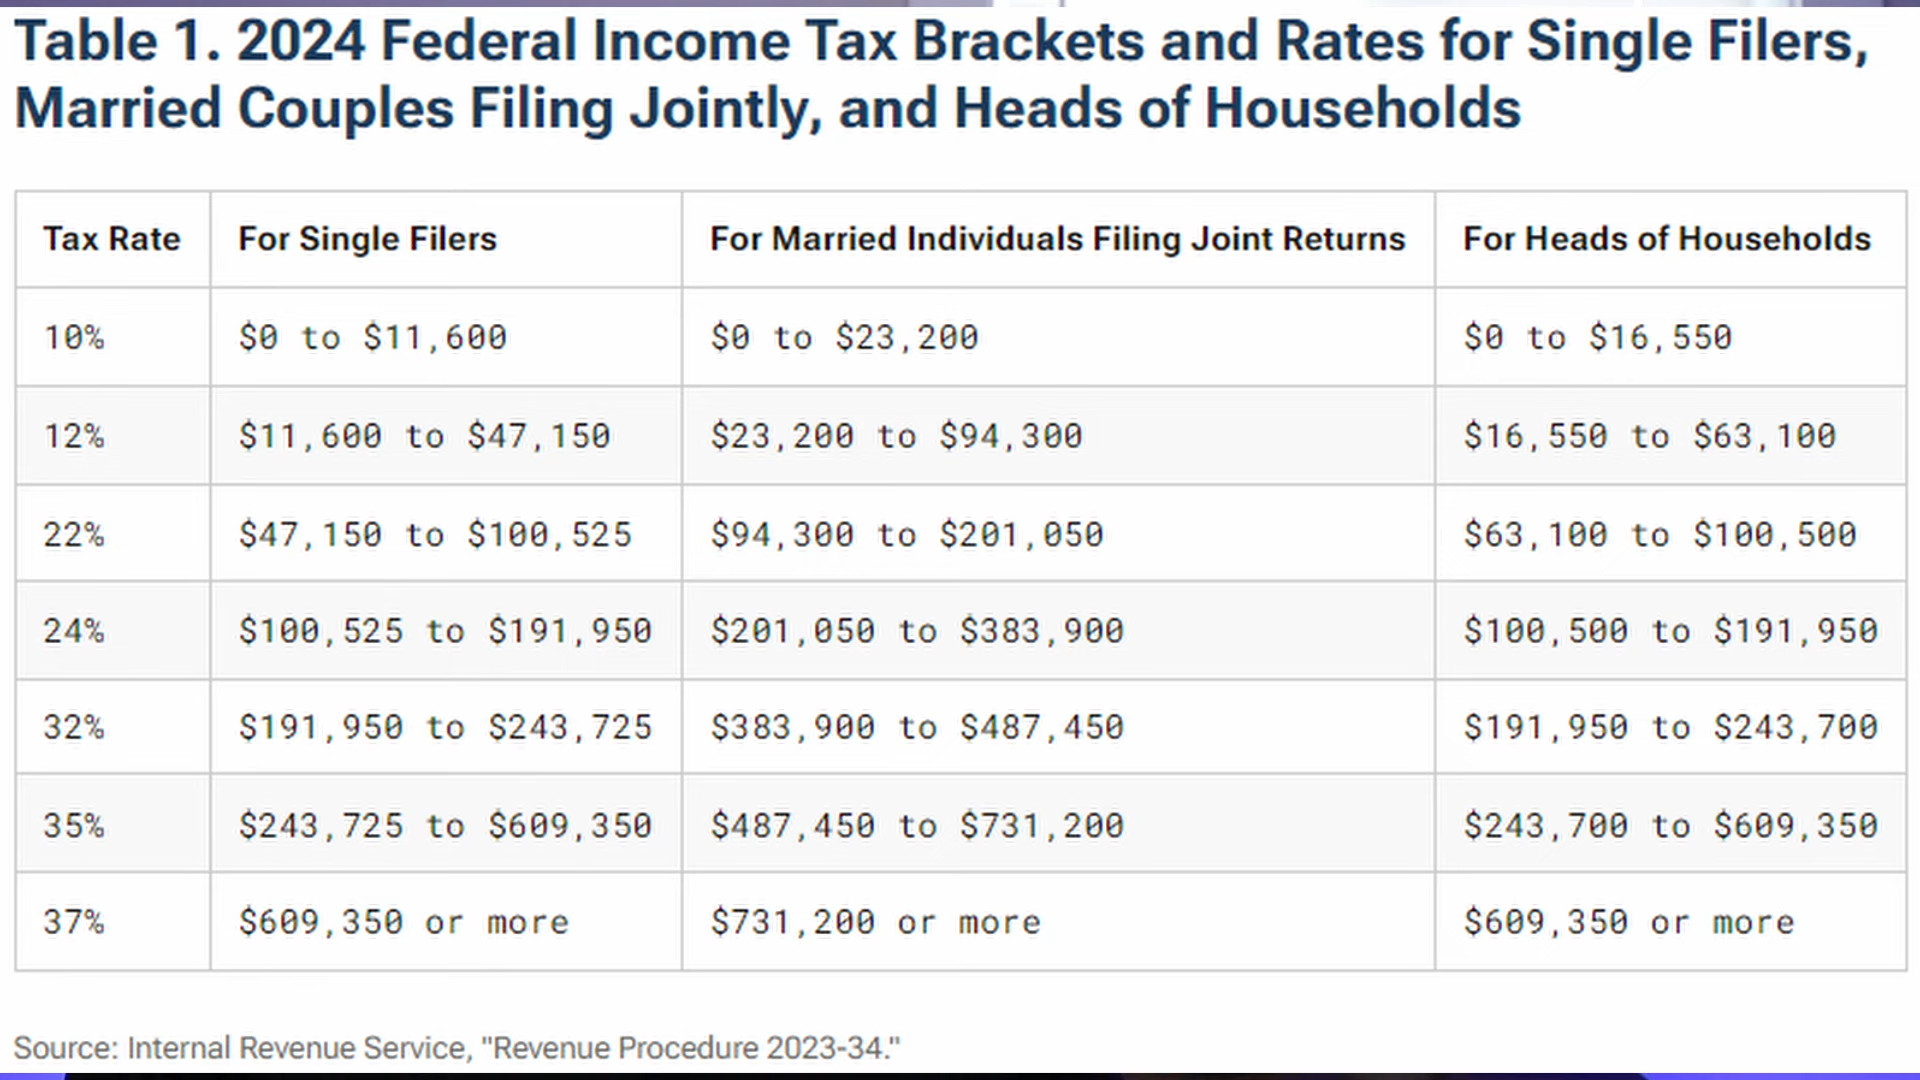 Table 1. 2024 Federal Income Tax Brackets and Rates for Single Filers,
Married Couples Filing Jointly, and Heads of Households
Tax Rate For Single Filers For Married Individuals Filing Joint Returns For Heads of Households
10% $0 to $11,600 $0 to $23,200 $0 to $16,550
12% $11,600 to $47,150 $23,200 to $94,300 $16,550 to $63,100
22% $47,150 to $100,525 $94,300 to $201,050 $63,100 to $100,500
24% $100,525 to $191,950 $201,050 to $383,900 $100,500 to $191,950
32% $191,950 to $243,725 $383,900 to $487,450 $191,950 to $243,700
35% $243,725 to $609,350 $487,450 to $731,200 $243,700 to $609,350
37% $609,350 or more $731,200 or more $609,350 or more
Source: Internal Revenue Service, "Revenue Procedure 2023-34."